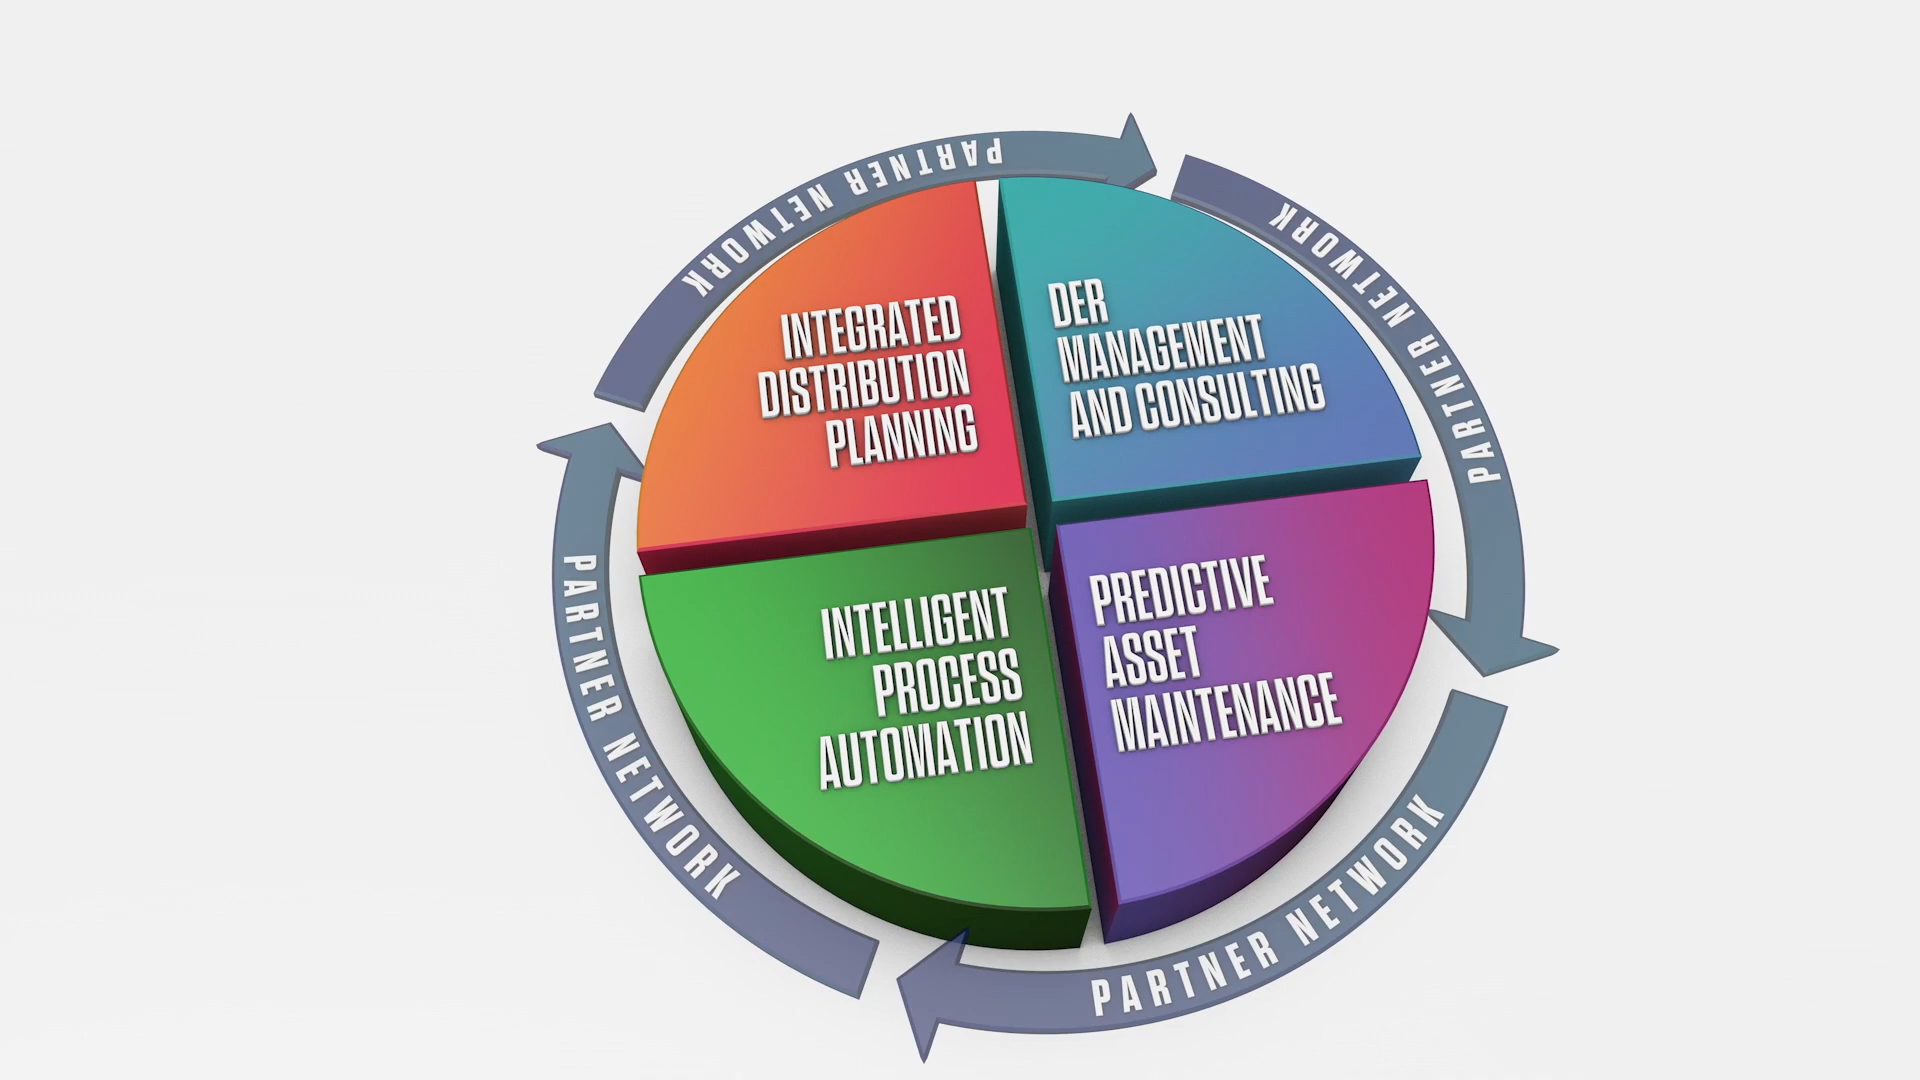 PARTNER NETWORK
PARTNER NETWORK
INTEGRATED
DISTRIBUTION
PLANNING
DER
MANAGEMENT
AND CONSULTING
INTELLIGENT
PROCESS
AUTOMATION
PREDICTIVE
ASSET
MAINTENANCE
PARTNER NETWORK
PARTNER NETWORK